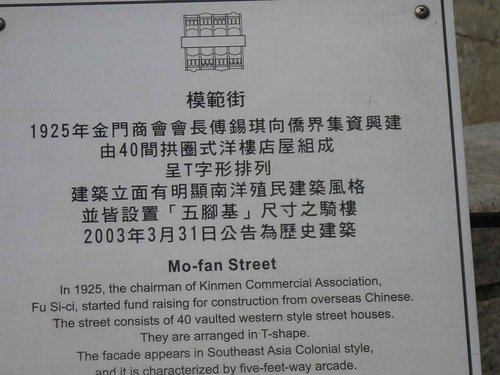 模範街
1925年金門商會會長傅錫琪向僑界集資興建
由40間拱圈式洋樓店屋組成
呈T字形排列
建築立面有明顯南洋殖民建築風格
並皆設置「五腳基」尺寸之騎樓
2003年3月31日公告為歷史建築
Mo-fan Street
In 1925, the chairman of Kinmen Commercial Association,
Fu Si-ci, started fund raising for construction from overseas Chinese.
The street consists of 40 vaulted western style street houses.
They are arranged in T-shape.
The facade appears in Southeast Asia Colonial style,
and it is characterized by five-feet-way arcade.